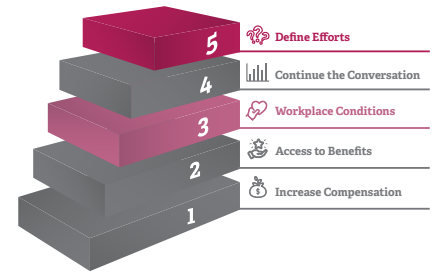 5 Define Efforts
4 Continue the Conversation
3 Workplace Conditions
2 Access to Benefits
1 $ Increase Compensation